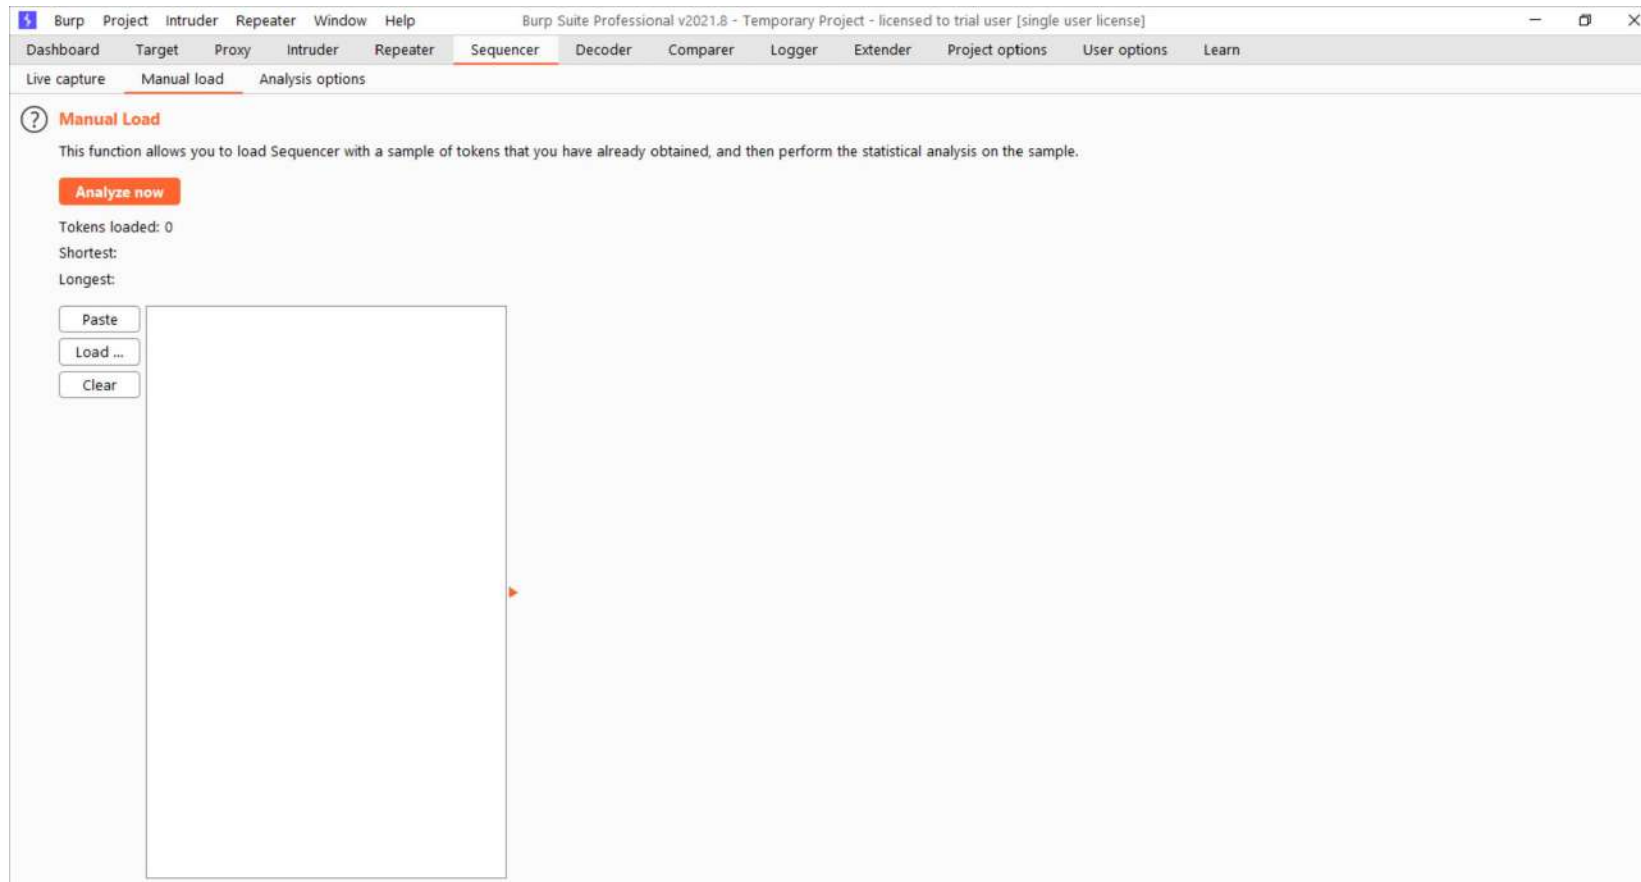 Burp Project Intruder Repeater Window Help Burp Suite Professional v2021.8 - Temporary Project - licensed to trial user [single user license]
Dashboard Target Proxy Intruder Repeater Sequencer Decoder Comparer Logger Extender Project options User options Learn
Live capture Manual load Analysis options
? Manual Load
This function allows you to load Sequencer with a sample of tokens that you have already obtained, and then perform the statistical analysis on the sample.
Analyze now
Tokens loaded: 0
Shortest:
Longest:
Paste
Load ...
Clear